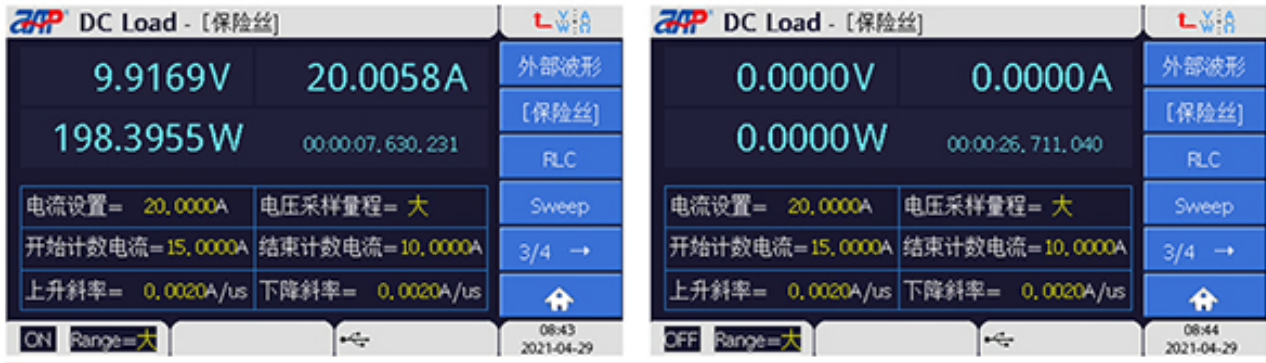 ZAP DC Load - [保险丝]
9.9169V 20.0058A
198.3955W 00:00:07.630.231
电流设置= 20.0000A 电压采样量程= 大
开始计数电流=15.0000A 结束计数电流=10.0000A
上升斜率= 0.0020A/us 下降斜率= 0.0020A/us
外部波形
[保险丝]
RLC
Sweep
3/4 →
ON Range=大
08:43
2021-04-29
ZAP DC Load - [保险丝]
0.0000V 0.0000A
0.0000W 00:00:26.711.040
电流设置= 20.0000A 电压采样量程= 大
开始计数电流=15.0000A 结束计数电流=10.0000A
上升斜率= 0.0020A/us 下降斜率= 0.0020A/us
外部波形
[保险丝]
RLC
Sweep
3/4 →
OFF Range=大
08:44
2021-04-29